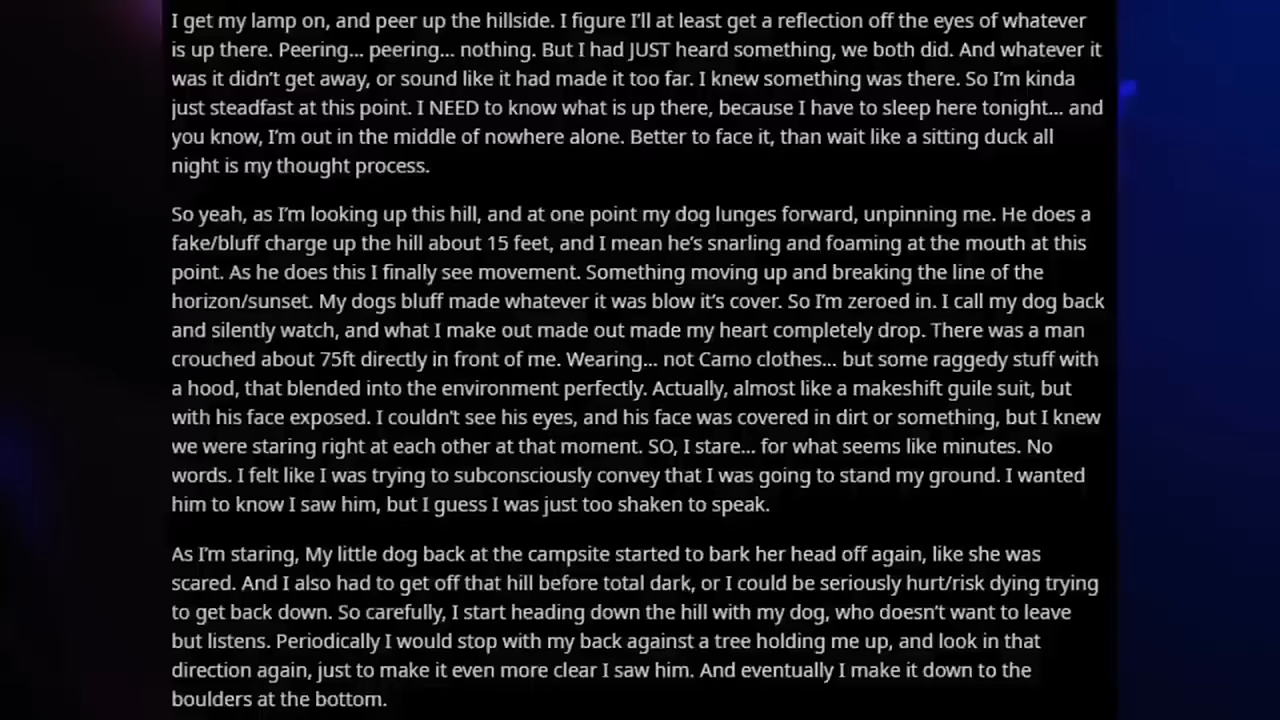 I get my lamp on, and peer up the hillside. I figure I'll at least get a reflection off the eyes of whatever
is up there. Peering... peering... nothing. But I had JUST heard something, we both did. And whatever it
was it didn't get away, or sound like it had made it too far. I knew something was there. So I'm kinda
just steadfast at this point. I NEED to know what is up there, because I have to sleep here tonight... and
you know, I'm out in the middle of nowhere alone. Better to face it, than wait like a sitting duck all
night is my thought process.
So yeah, as I'm looking up this hill, and at one point my dog lunges forward, unpinning me. He does a
fake/bluff charge up the hill about 15 feet, and I mean he's snarling and foaming at the mouth at this
point. As he does this I finally see movement. Something moving up and breaking the line of the
horizon/sunset. My dogs bluff made whatever it was blow it's cover. So I'm zeroed in. I call my dog back
and silently watch, and what I make out made out made my heart completely drop. There was a man
crouched about 75ft directly in front of me. Wearing... not Camo clothes... but some raggedy stuff with
a hood, that blended into the environment perfectly. Actually, almost like a makeshift guile suit, but
with his face exposed. I couldn't see his eyes, and his face was covered in dirt or something, but I knew
we were staring right at each other at that moment. SO, I stare... for what seems like minutes. No
words. I felt like I was trying to subconsciously convey that I was going to stand my ground. I wanted
him to know I saw him, but I guess I was just too shaken to speak.
As I'm staring, My little dog back at the campsite started to bark her head off again, like she was
scared. And I also had to get off that hill before total dark, or I could be seriously hurt/risk dying trying
to get back down. So carefully, I start heading down the hill with my dog, who doesn't want to leave
but listens. Periodically I would stop with my back against a tree holding me up, and look in that
direction again, just to make it even more clear I saw him. And eventually I make it down to the
boulders at the bottom.